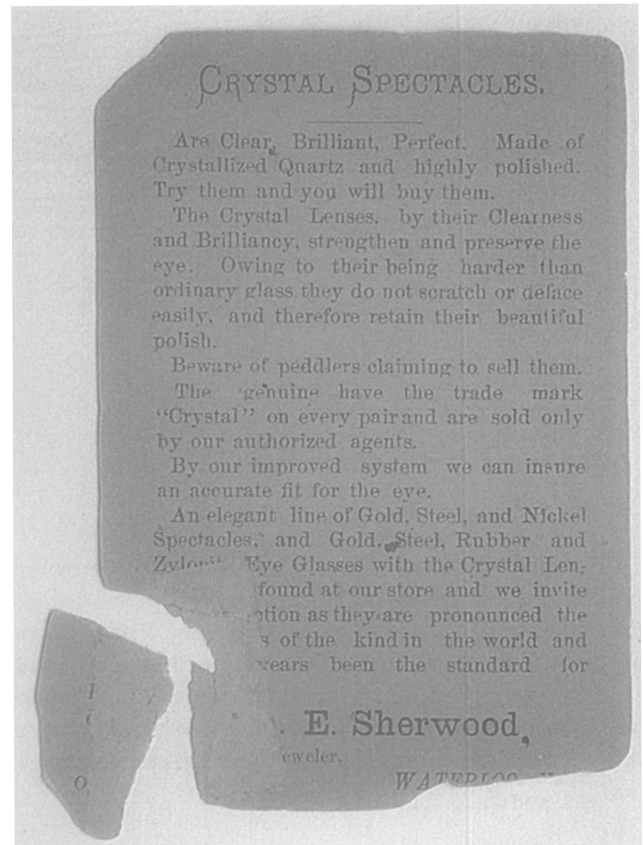 CRYSTAL SPECTACLES.
Are Clear, Brilliant, Perfect. Made of
Crystallized Quartz and highly polished.
Try them and you will buy them.
The Crystal Lenses, by their Clearness
and Brilliancy, strengthen and preserve the
eye. Owing to their being harder than
ordinary glass they do not scratch or deface
easily, and therefore retain their beautiful
polish.
Beware of peddlers claiming to sell them.
The genuine have the trade mark
"Crystal" on every pair and are sold only
by our authorized agents.
By our improved system we can insure
an accurate fit for the eye.
An elegant line of Gold, Steel, and Nickel
Spectacles, and Gold, Steel, Rubber and
Eye Glasses with the Crystal Len-
found at our store and we invite
as they are pronounced the
of the kind in the world and
years been the standard for
E. Sherwood,
WATERLOO